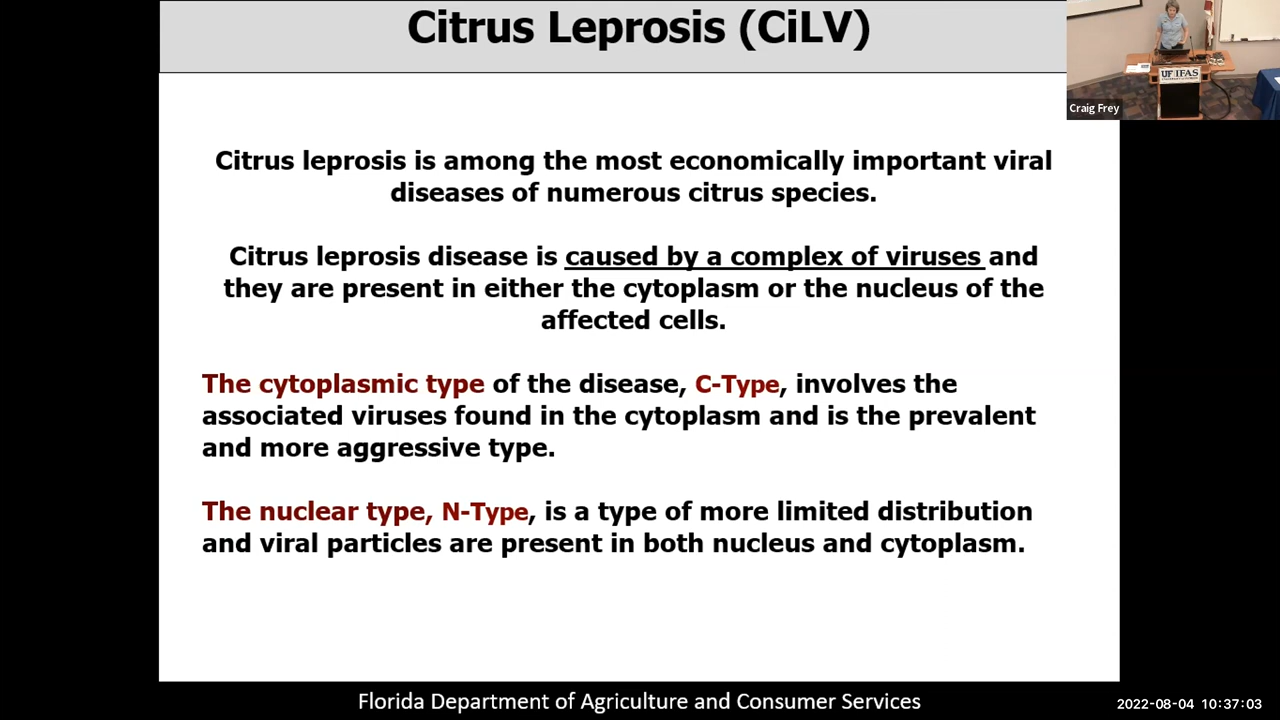 Citrus Leprosis (CiLV)
Craig Frey
UF IFAS
Citrus leprosis is among the most economically important viral
diseases of numerous citrus species.
Citrus leprosis disease is caused by a complex of viruses and
they are present in either the cytoplasm or the nucleus of the
affected cells.
The cytoplasmic type of the disease, C-Type, involves the
associated viruses found in the cytoplasm and is the prevalent
and more aggressive type.
The nuclear type, N-Type, is a type of more limited distribution
and viral particles are present in both nucleus and cytoplasm.
Florida Department of Agriculture and Consumer Services
2022-08-04 10:37:03